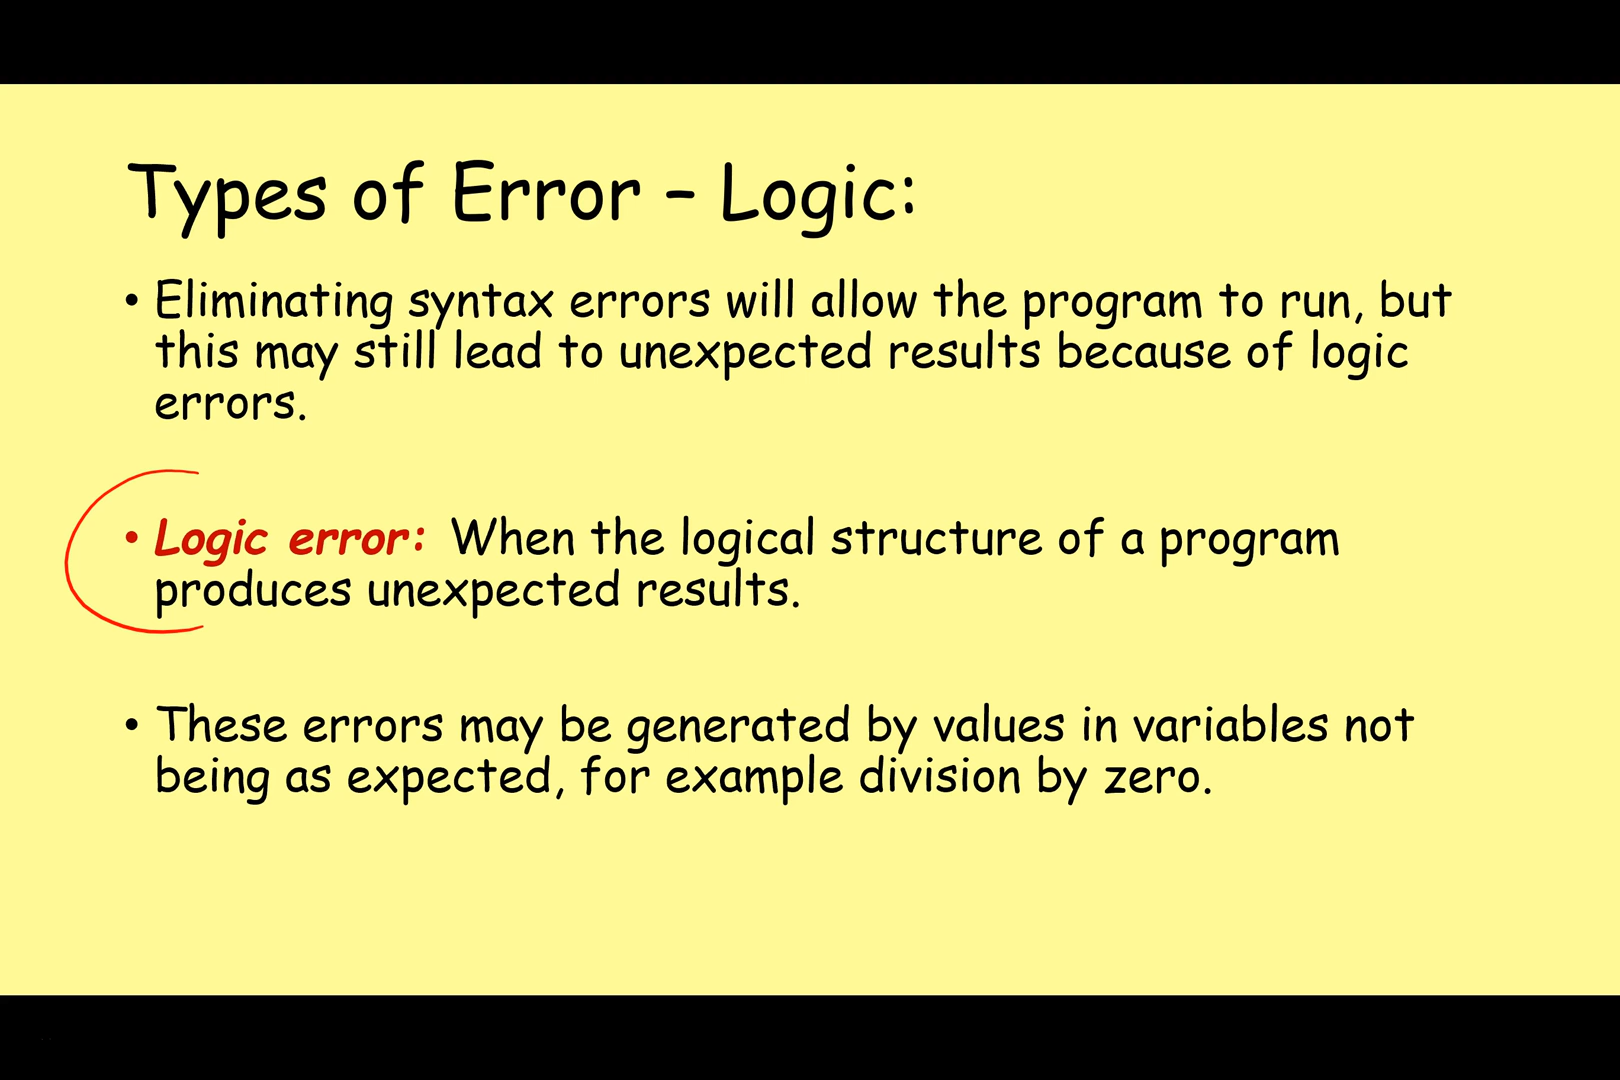 Types of Error – Logic:
• Eliminating syntax errors will allow the program to run, but
this may still lead to unexpected results because of logic
errors.
• Logic error: When the logical structure of a program
produces unexpected results.
• These errors may be generated by values in variables not
being as expected, for example division by zero.